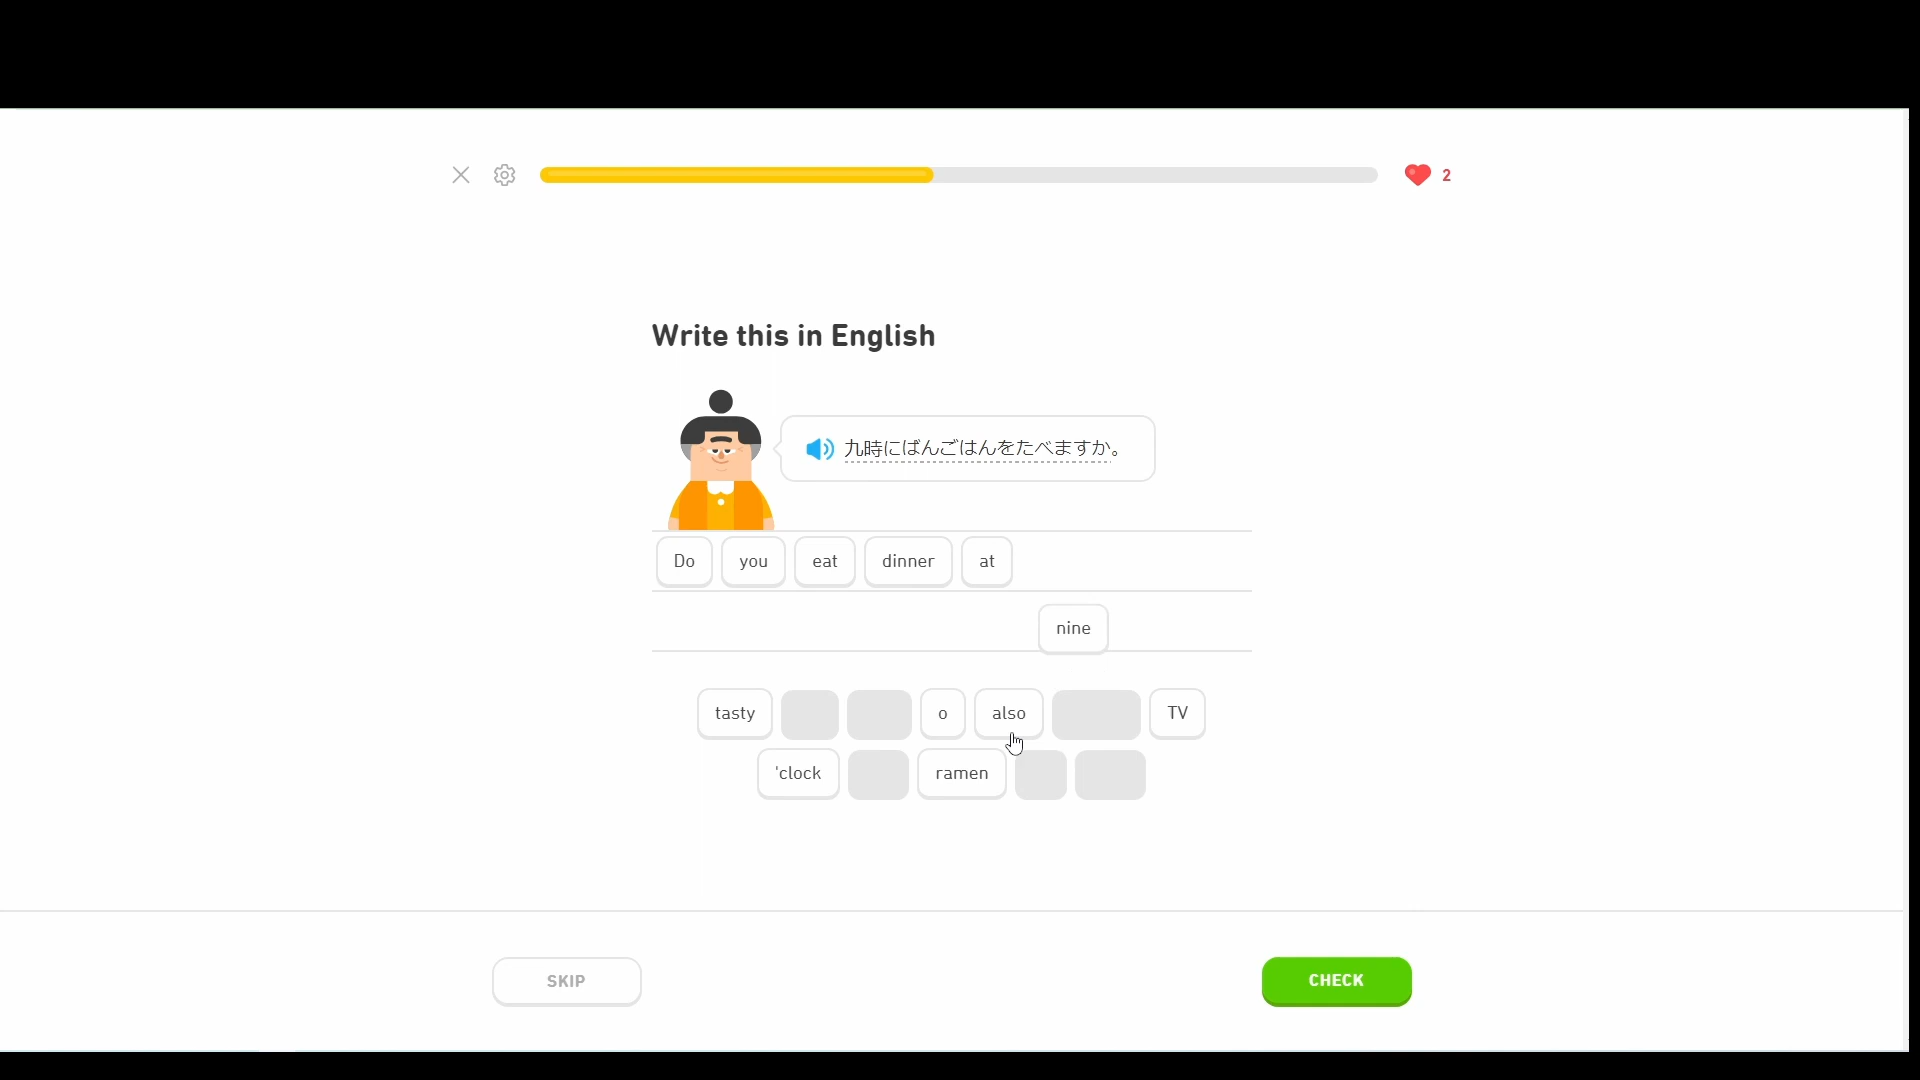 2
Write this in English
九時にばんごはんをたべますか。
Do you eat dinner at
nine
tasty o also TV
'clock ramen
SKIP CHECK